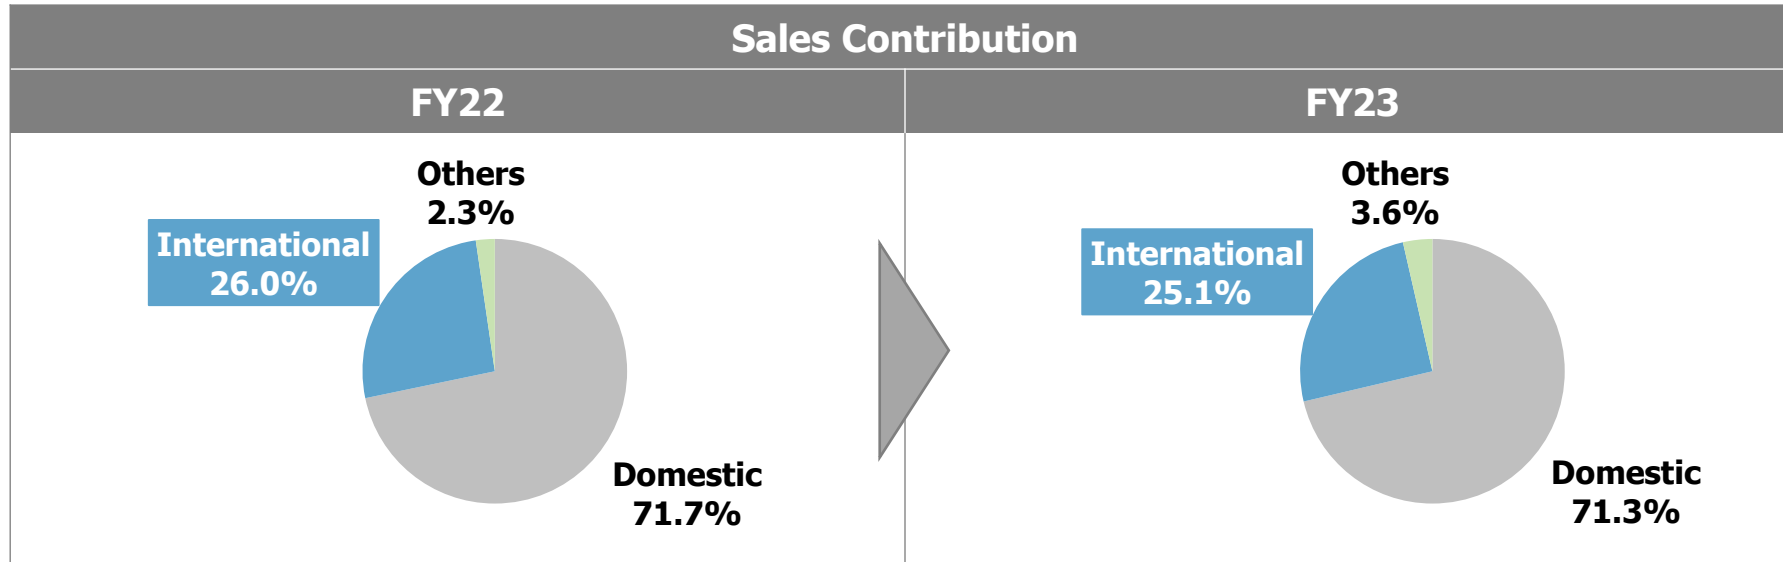 Sales Contribution
FY22
FY23
Others
2.3%
International
26.0%
Domestic
71.7%
Others
3.6%
International
25.1%
Domestic
71.3%